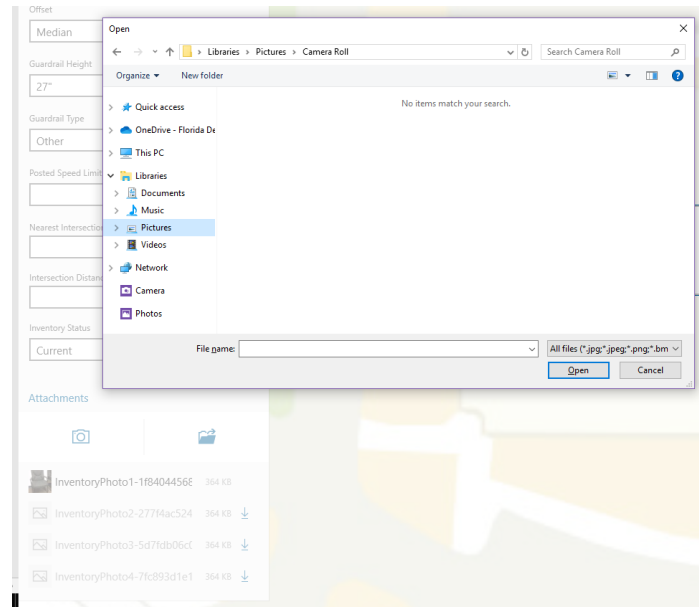 Offset
Median
Guardrail Height
27"
Guardrail Type
Other
Posted Speed Limit
Nearest Intersection
Intersection Distan
Inventory Status
Current
Attachments
InventoryPhoto1-1f84044568 364 KB
InventoryPhoto2-277f4ac524 364 KB
InventoryPhoto3-5d7fdb06c0 364 KB
InventoryPhoto4-7fc893d1e1 364 KB
Open
Libraries > Pictures > Camera Roll
Search Camera Roll
Organize New folder
No items match your search.
Quick access
OneDrive - Florida De
This PC
Libraries
Documents
Music
Pictures
Videos
Network
Camera
Photos
File name:
All files (*.jpg;*.jpeg;*.png;*.bm
Open Cancel